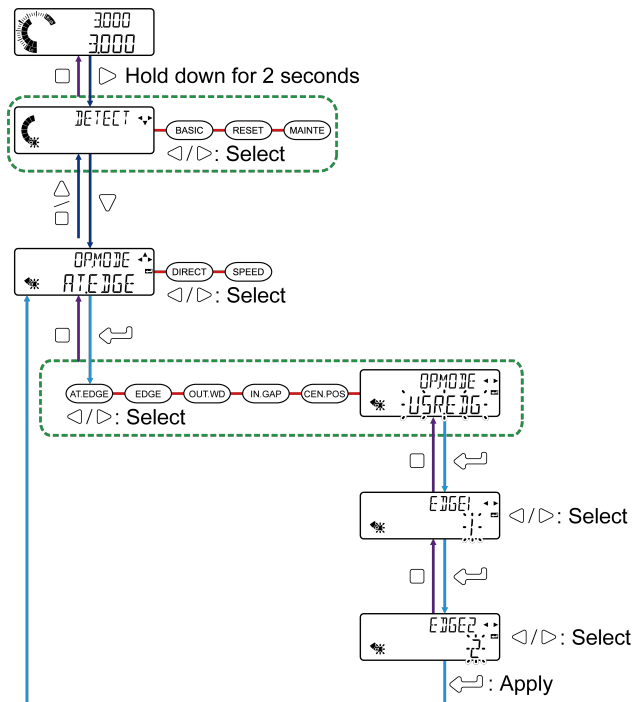 3.000
3.000
Hold down for 2 seconds
DETECT
BASIC RESET MAINTE
: Select
OPMODE
AT.EDGE
DIRECT SPEED
: Select
AT.EDGE EDGE OUT.WD IN.GAP CEN.POS
: Select
OPMODE
USREDG
EDGE1
1
: Select
EDGE2
2
: Select
: Apply